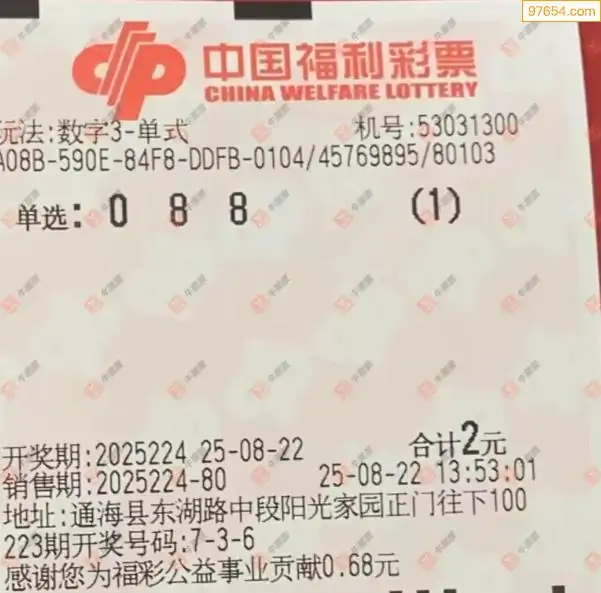 97654.com
中国福利彩票
CHINA WELFARE LOTTERY
玩法:数字3-单式 机号:53031300
A08B-590E-84F8-DDFB-0104/45769895/80103
单选: 0 8 8 (1)
合计2元
开奖期:2025224 25-08-22
销售期:2025224-80 25-08-22 13:53:01
地址:通海县东湖路中段阳光家园正门往下100
223期开奖号码:7-3-6
感谢您为福彩公益事业贡献0.68元